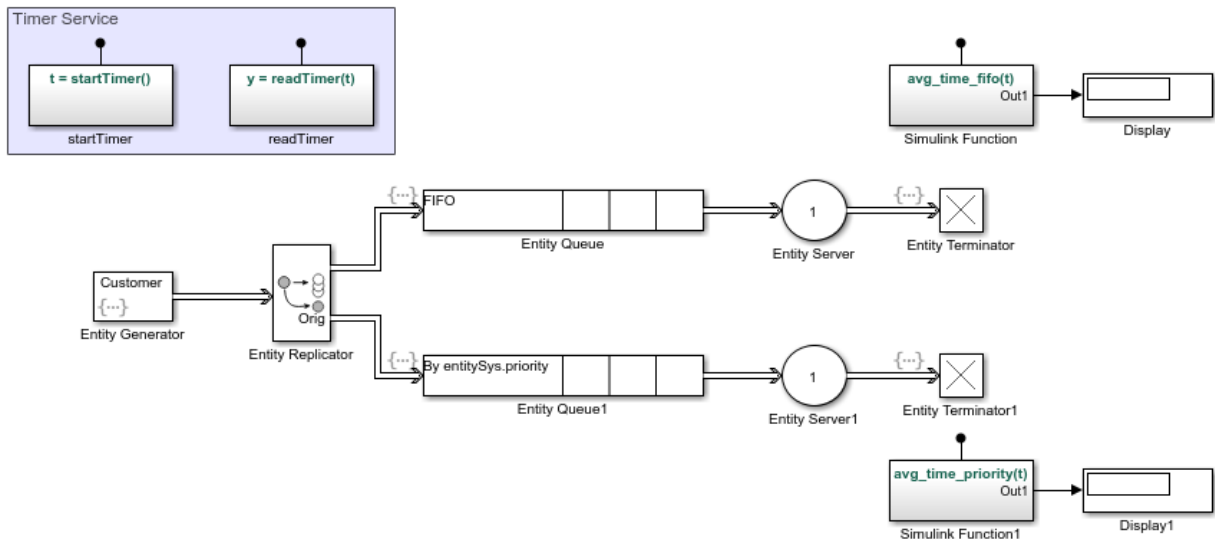 Timer Service
t = startTimer()
startTimer
y = readTimer(t)
readTimer
avg_time_fifo(t)
Out1
Simulink Function
Display
Customer
{...}
Entity Generator
Orig
Entity Replicator
{...}
FIFO
Entity Queue
1
Entity Server
{...}
Entity Terminator
{...}
By entitySys.priority
Entity Queue1
1
Entity Server1
{...}
Entity Terminator1
avg_time_priority(t)
Out1
Simulink Function1
Display1